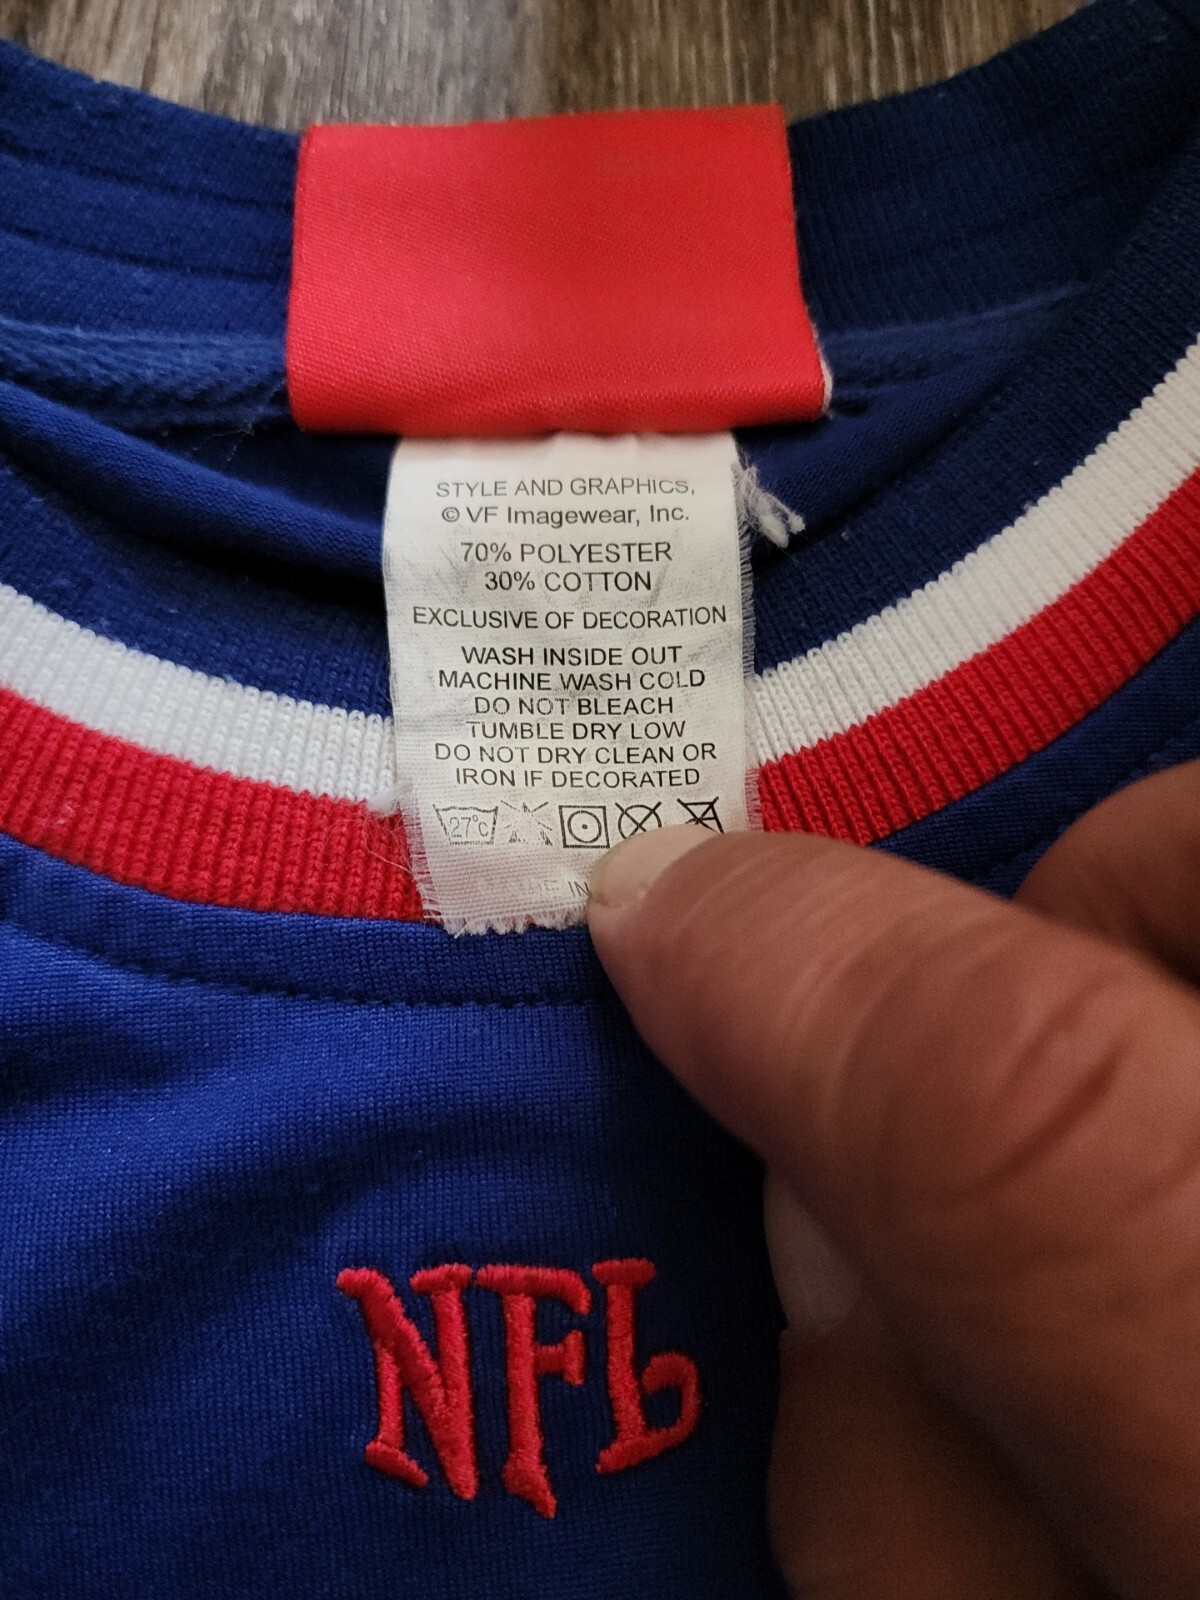 STYLE AND GRAPHICS,
© VF Imagewear, Inc.
70% POLYESTER
30% COTTON
EXCLUSIVE OF DECORATION
WASH INSIDE OUT
MACHINE WASH COLD
DO NOT BLEACH
TUMBLE DRY LOW
DO NOT DRY CLEAN OR
IRON IF DECORATED
27°C
IN
NFL